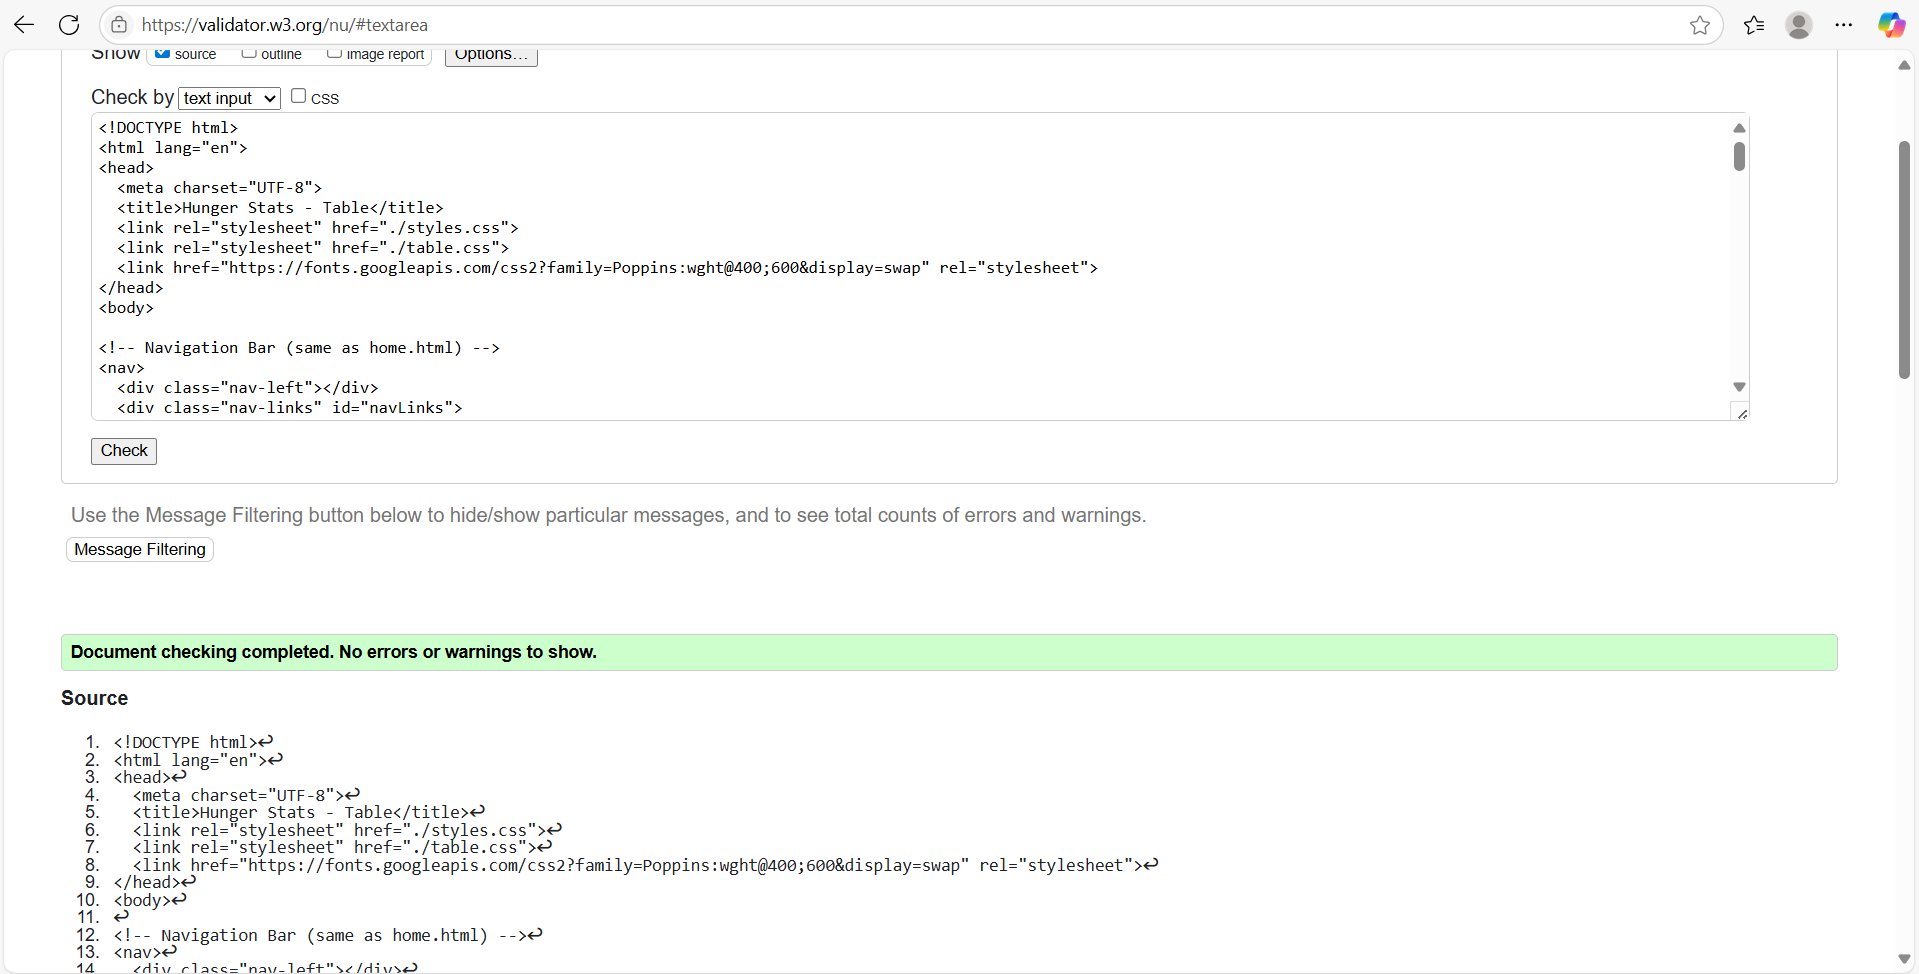 https://validator.w3.org/nu/#textarea
Show source outline image report Options...
Check by text input CSS
<!DOCTYPE html>
<html lang="en">
<head>
  <meta charset="UTF-8">
  <title>Hunger Stats - Table</title>
  <link rel="stylesheet" href="./styles.css">
  <link rel="stylesheet" href="./table.css">
  <link href="https://fonts.googleapis.com/css2?family=Poppins:wght@400;600&display=swap" rel="stylesheet">
</head>
<body>
<!-- Navigation Bar (same as home.html) -->
<nav>
  <div class="nav-left"></div>
  <div class="nav-links" id="navLinks">
Check
Use the Message Filtering button below to hide/show particular messages, and to see total counts of errors and warnings.
Message Filtering
Document checking completed. No errors or warnings to show.
Source
1. <!DOCTYPE html>↩
2. <html lang="en">↩
3. <head>↩
4.   <meta charset="UTF-8">↩
5.   <title>Hunger Stats - Table</title>↩
6.   <link rel="stylesheet" href="./styles.css">↩
7.   <link rel="stylesheet" href="./table.css">↩
8.   <link href="https://fonts.googleapis.com/css2?family=Poppins:wght@400;600&display=swap" rel="stylesheet">↩
9. </head>↩
10. <body>↩
11. ↩
12. <!-- Navigation Bar (same as home.html) -->↩
13. <nav>↩
14.   <div class="nav-left"></div>↩